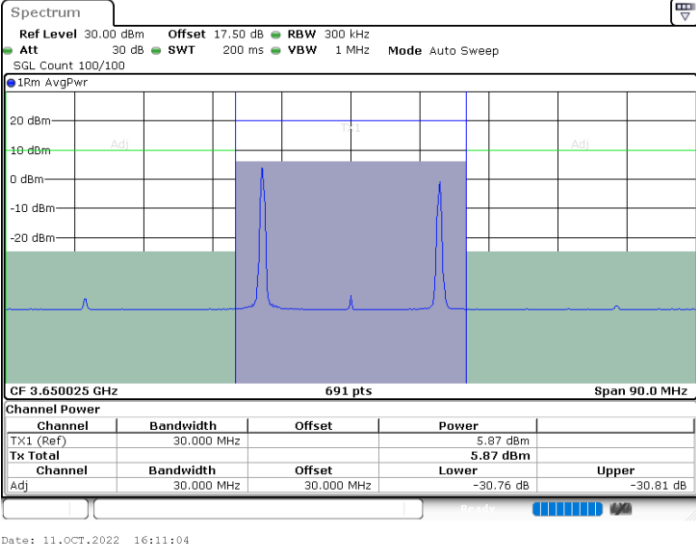 Spectrum
Ref Level 30.00 dBm Offset 17.50 dB RBW 300 kHz
Att 30 dB SWT 200 ms VBW 1 MHz Mode Auto Sweep
SGL Count 100/100
1Rm AvgPwr
20 dBm
TX1
Adj
Adj
10 dBm
0 dBm
-10 dBm
-20 dBm
CF 3.650025 GHz 691 pts Span 90.0 MHz
Channel Power
Channel Bandwidth Offset Power
TX1 (Ref) 30.000 MHz 5.87 dBm
Tx Total 5.87 dBm
Channel Bandwidth Offset Lower Upper
Adj 30.000 MHz 30.000 MHz -30.76 dB -30.81 dB
Ready
Date: 11.OCT.2022 16:11:04